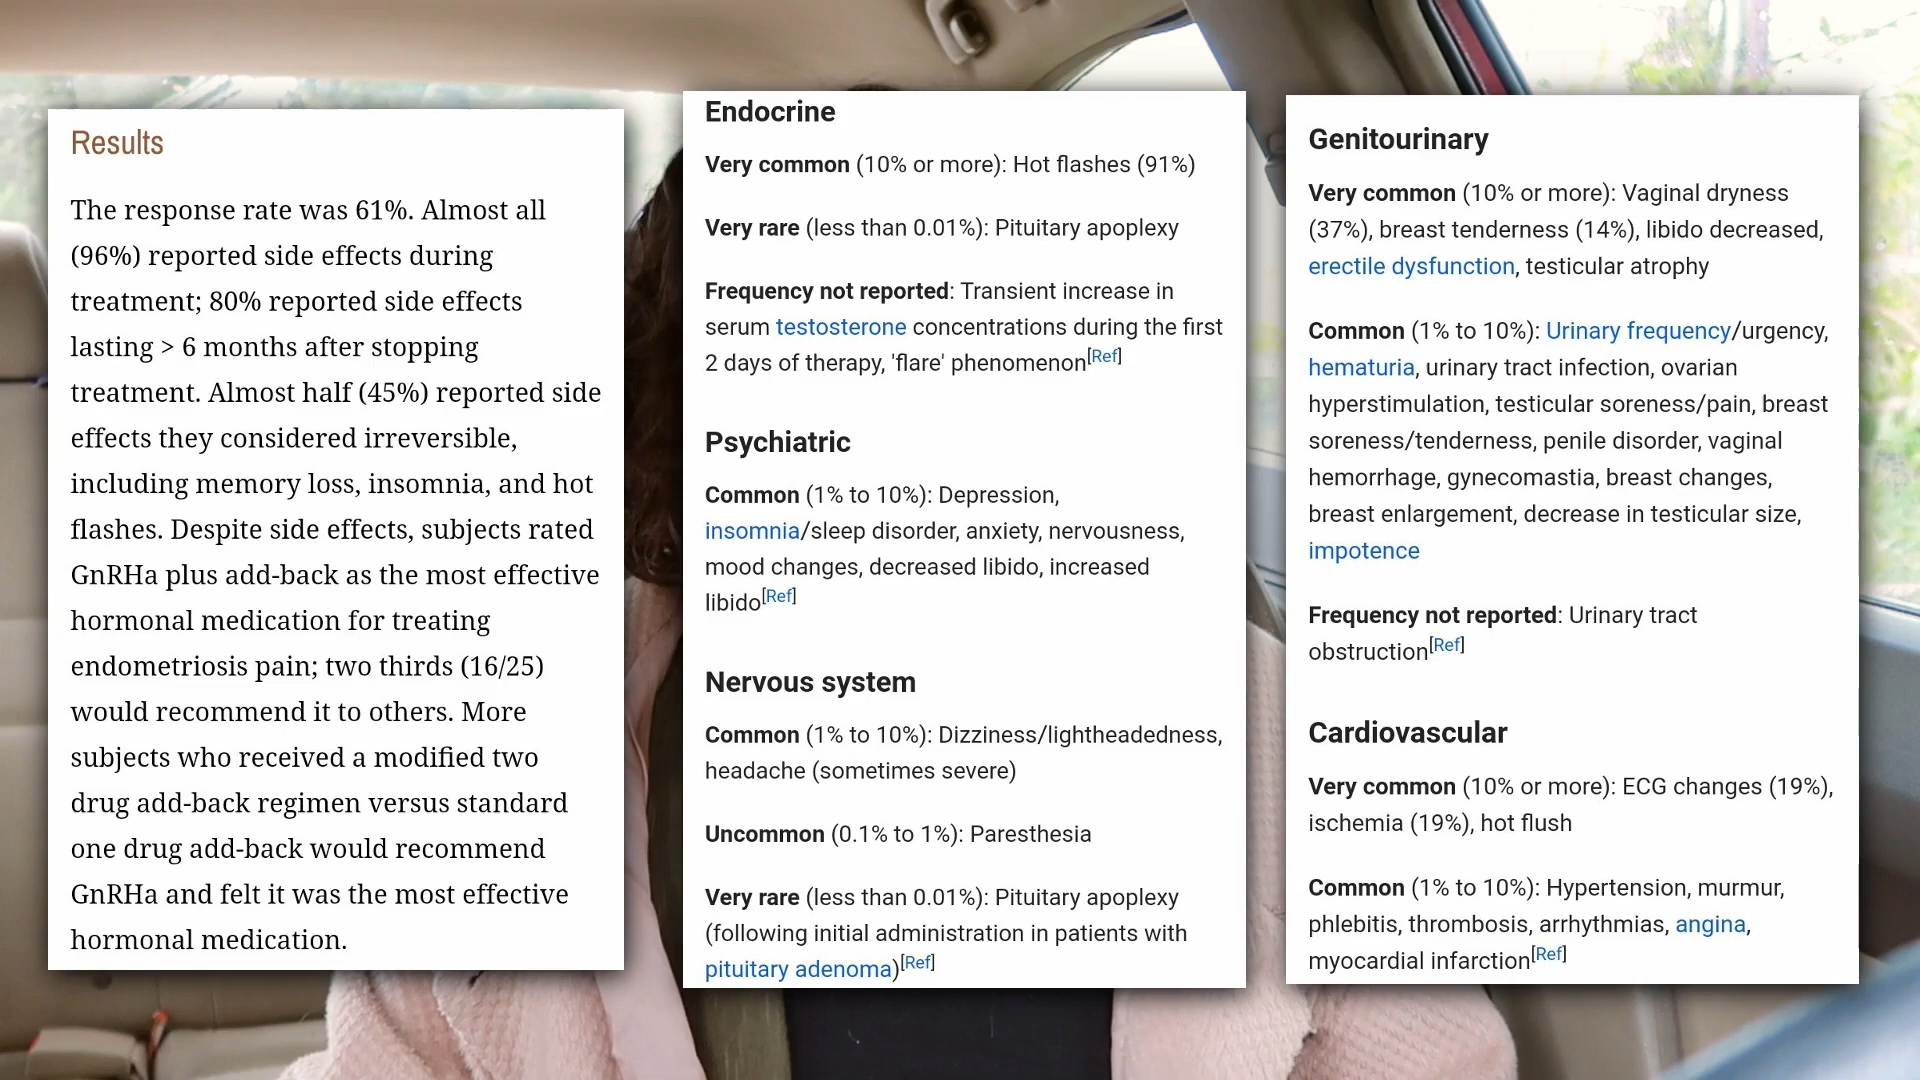 Results
The response rate was 61%. Almost all
(96%) reported side effects during
treatment; 80% reported side effects
lasting > 6 months after stopping
treatment. Almost half (45%) reported side
effects they considered irreversible,
including memory loss, insomnia, and hot
flashes. Despite side effects, subjects rated
GnRHa plus add-back as the most effective
hormonal medication for treating
endometriosis pain; two thirds (16/25)
would recommend it to others. More
subjects who received a modified two
drug add-back regimen versus standard
one drug add-back would recommend
GnRHa and felt it was the most effective
hormonal medication.
Endocrine
Very common (10% or more): Hot flashes (91%)
Very rare (less than 0.01%): Pituitary apoplexy
Frequency not reported: Transient increase in
serum testosterone concentrations during the first
2 days of therapy, 'flare' phenomenon[Ref]
Psychiatric
Common (1% to 10%): Depression,
insomnia/sleep disorder, anxiety, nervousness,
mood changes, decreased libido, increased
libido[Ref]
Nervous system
Common (1% to 10%): Dizziness/lightheadedness,
headache (sometimes severe)
Uncommon (0.1% to 1%): Paresthesia
Very rare (less than 0.01%): Pituitary apoplexy
(following initial administration in patients with
pituitary adenoma)[Ref]
Genitourinary
Very common (10% or more): Vaginal dryness
(37%), breast tenderness (14%), libido decreased,
erectile dysfunction, testicular atrophy
Common (1% to 10%): Urinary frequency/urgency,
hematuria, urinary tract infection, ovarian
hyperstimulation, testicular soreness/pain, breast
soreness/tenderness, penile disorder, vaginal
hemorrhage, gynecomastia, breast changes,
breast enlargement, decrease in testicular size,
impotence
Frequency not reported: Urinary tract
obstruction[Ref]
Cardiovascular
Very common (10% or more): ECG changes (19%),
ischemia (19%), hot flush
Common (1% to 10%): Hypertension, murmur,
phlebitis, thrombosis, arrhythmias, angina,
myocardial infarction[Ref]